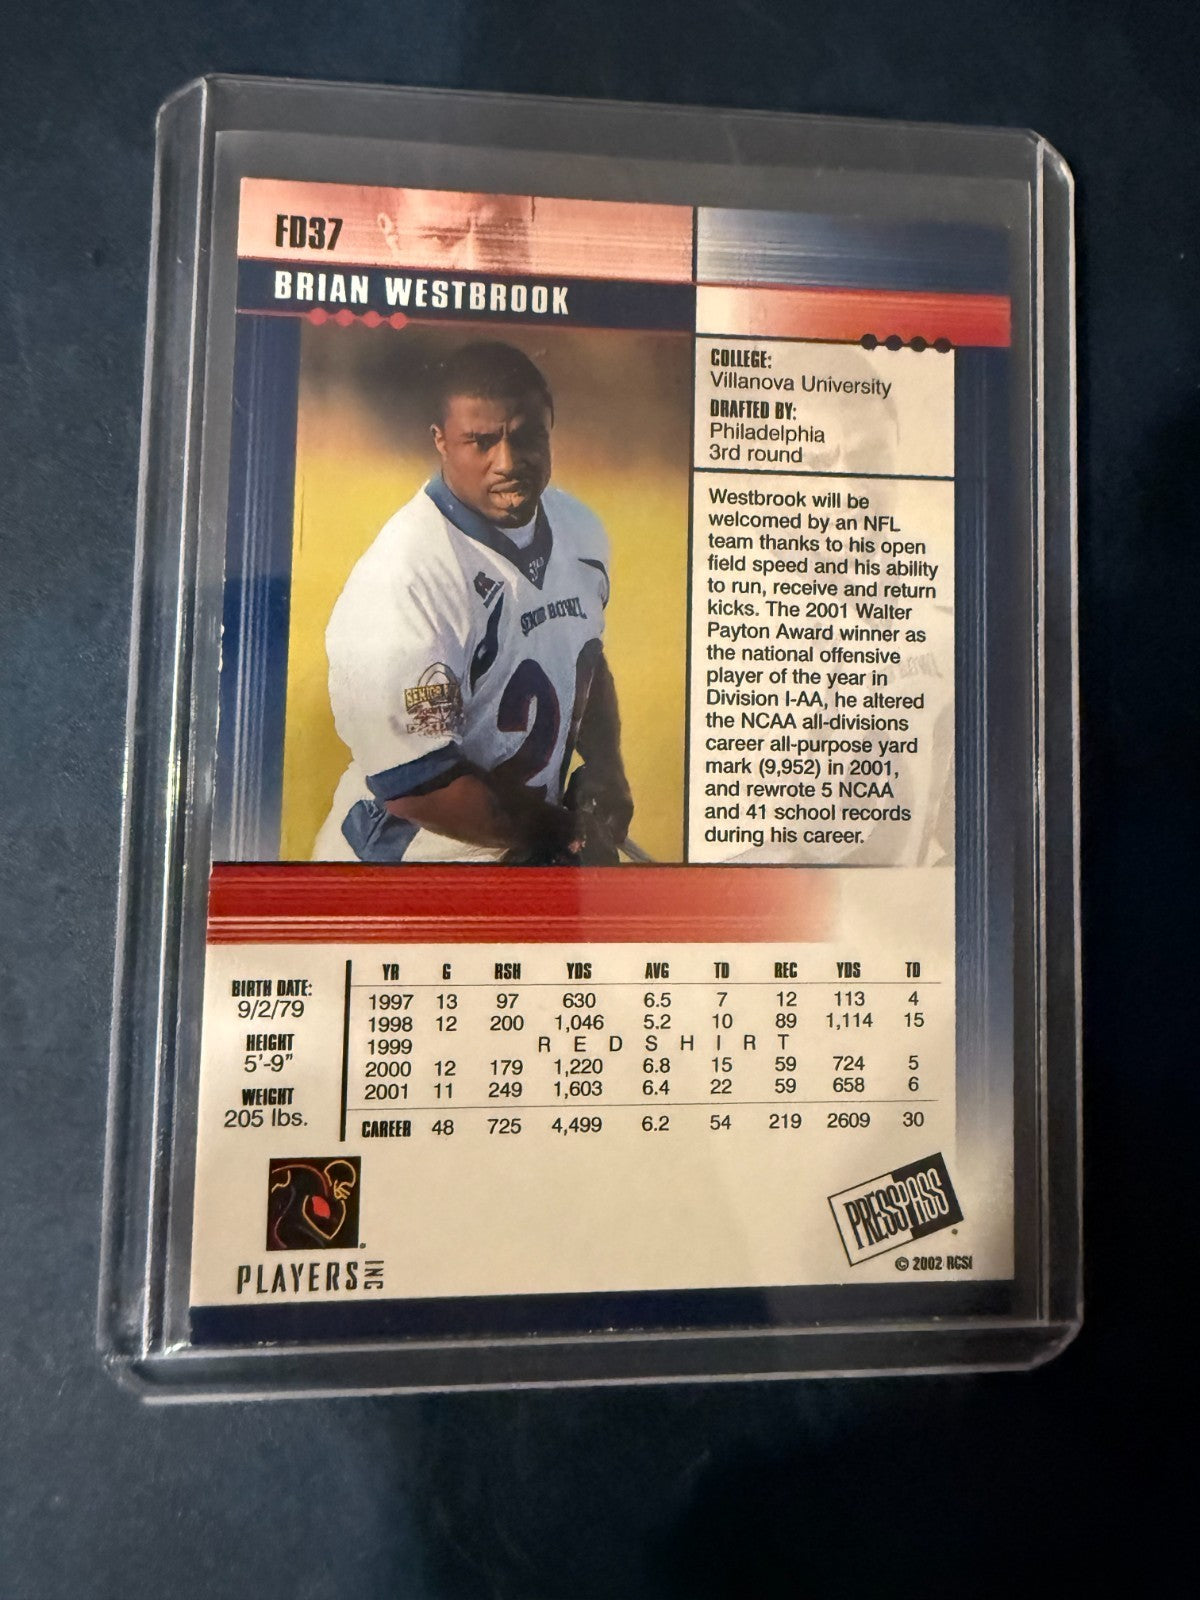 FD37
BRIAN WESTBROOK
COLLEGE:
Villanova University
DRAFTED BY:
Philadelphia
3rd round
Westbrook will be
welcomed by an NFL
team thanks to his open
field speed and his ability
to run, receive and return
kicks. The 2001 Walter
Payton Award winner as
the national offensive
player of the year in
Division I-AA, he altered
the NCAA all-divisions
career all-purpose yard
mark (9,952) in 2001,
and rewrote 5 NCAA
and 41 school records
during his career.
SENIOR BOWL
2
BIRTH DATE:
9/2/79
HEIGHT
5'-9"
WEIGHT
205 lbs.
YR G RSH YDS AVG TD REC YDS TD
1997 13 97 630 6.5 7 12 113 4
1998 12 200 1,046 5.2 10 89 1,114 15
1999 REDSHIRT
2000 12 179 1,220 6.8 15 59 724 5
2001 11 249 1,603 6.4 22 59 658 6
CAREER 48 725 4,499 6.2 54 219 2609 30
PLAYERS INC
PRESS PASS
© 2002 RCSI